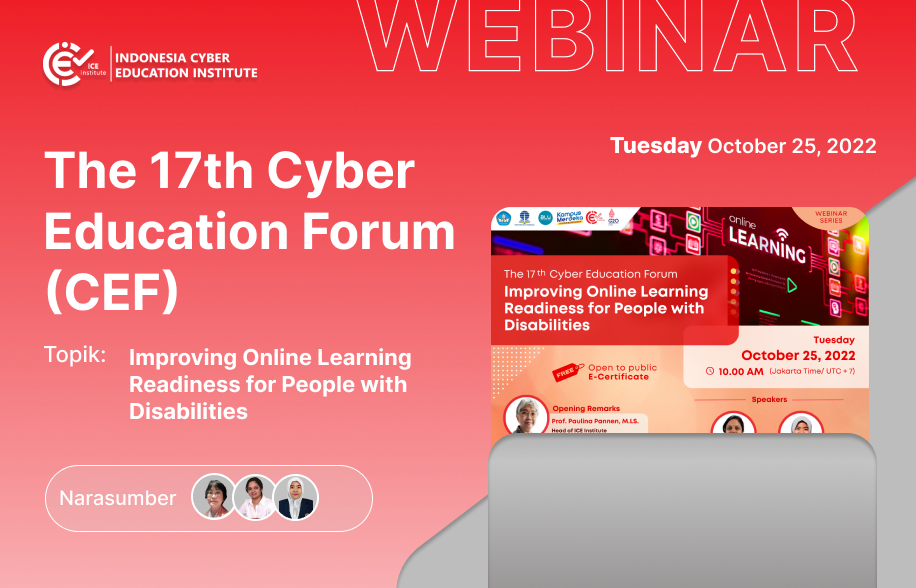 WEBINAR
ICE
Institute
INDONESIA CYBER
EDUCATION INSTITUTE
Tuesday October 25, 2022
The 17th Cyber
Education Forum
(CEF)
Topik:
Improving Online Learning
Readiness for People with
Disabilities
Narasumber
BLU
Kampus
Merdeka
WEBINAR
SERIES
online
LEARNING
The 17th Cyber Education Forum
Improving Online Learning
Readiness for People with
Disabilities
Tuesday
October 25, 2022
10.00 AM (Jakarta Time/ UTC + 7)
FREE
Open to public
E-Certificate
Speakers
Opening Remarks
Prof. Paulina Pannen, M.LS.
Head of ICE Institute